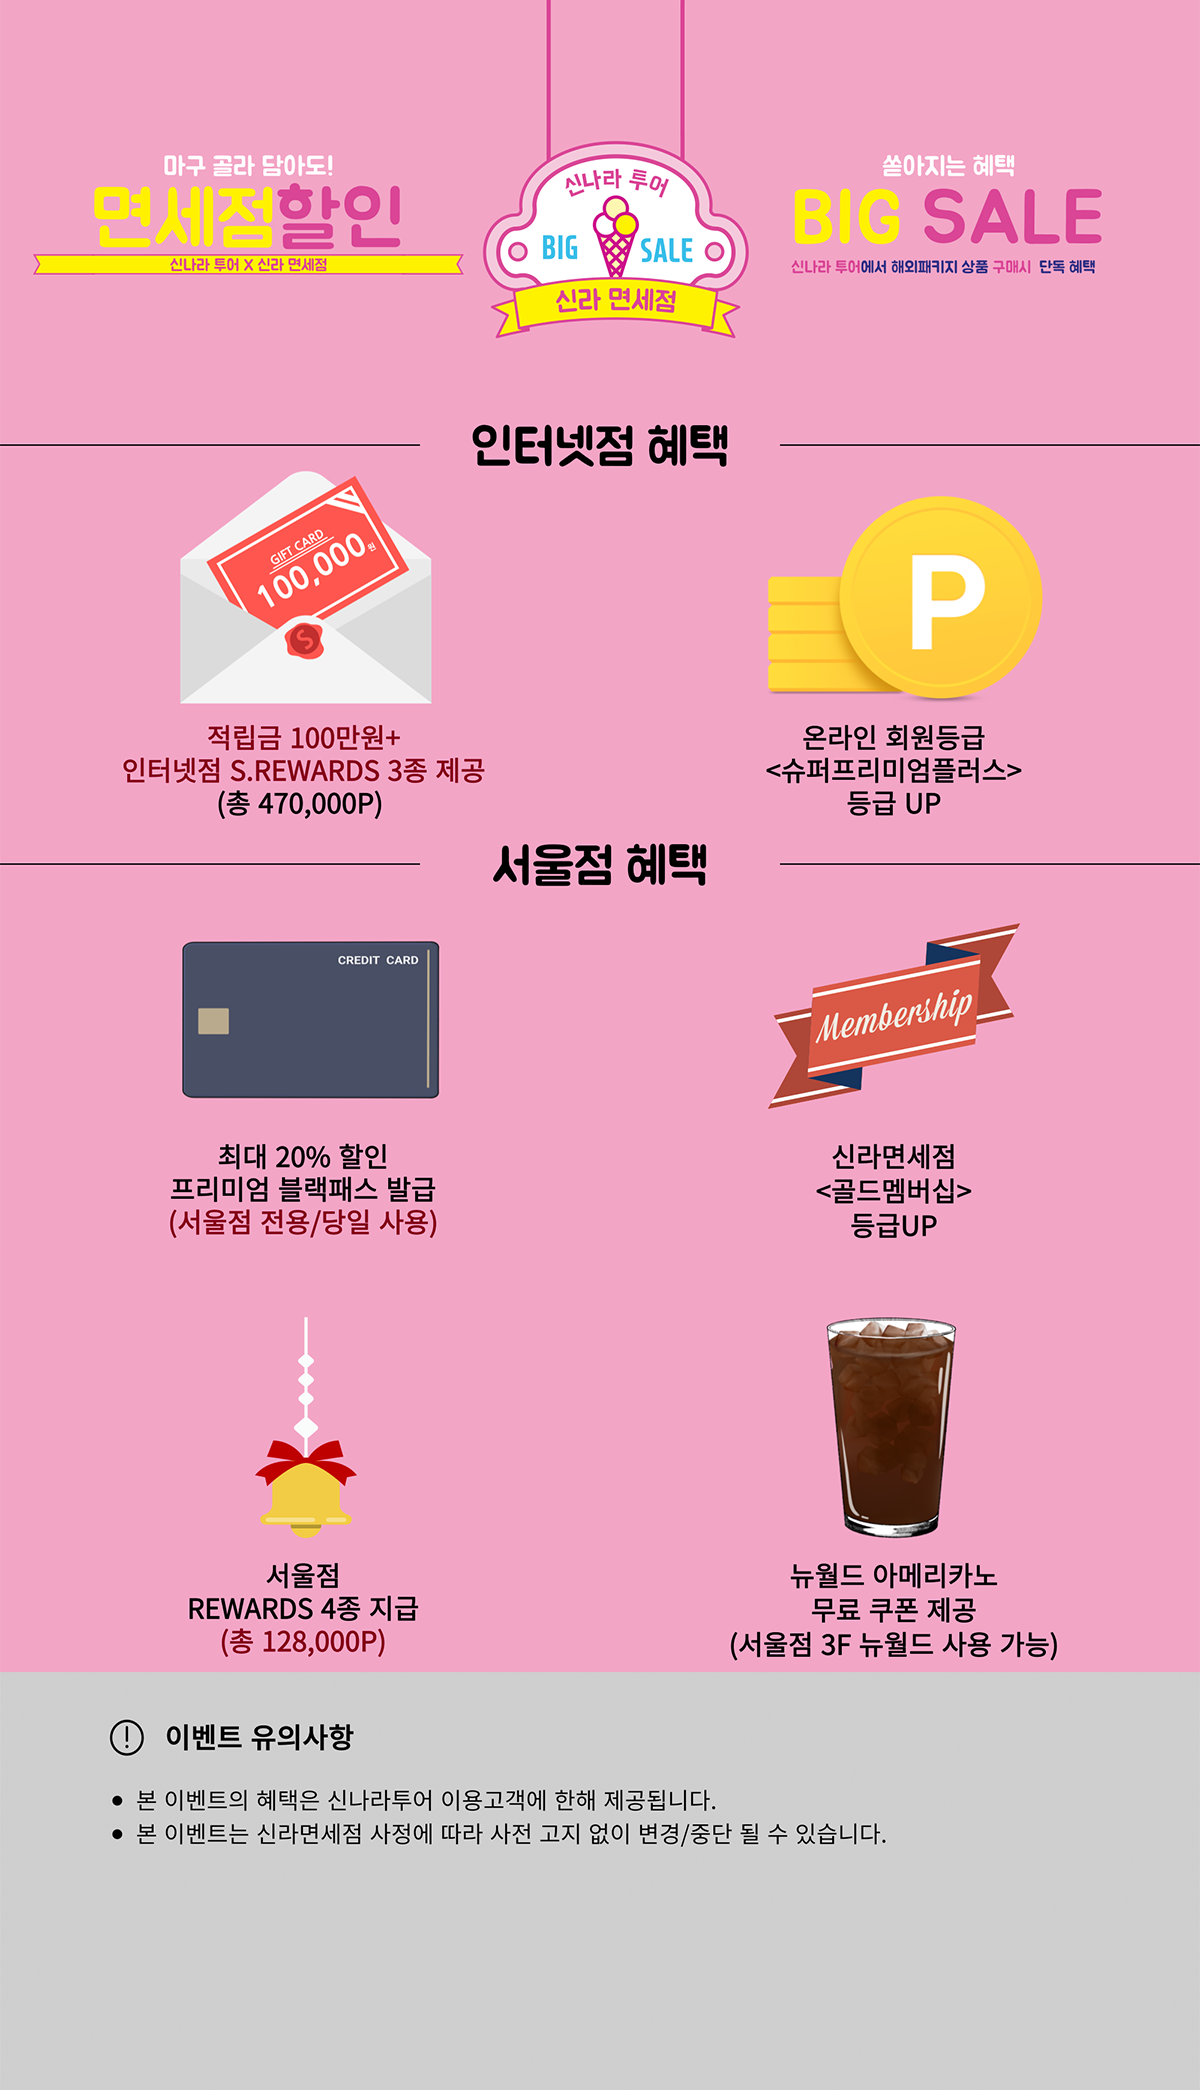 마구 골라 담아도!
면세점할인
신나라 투어 X 신라 면세점
신나라 투어
BIG SALE
신라 면세점
쏟아지는 혜택
BIG SALE
신나라 투어에서 해외패키지 상품 구매시 단독 혜택
인터넷점 혜택
GIFT CARD
100,000원
S
P
적립금 100만원+
인터넷점 S.REWARDS 3종 제공
(총 470,000P)
온라인 회원등급
<슈퍼프리미엄플러스>
등급 UP
서울점 혜택
CREDIT CARD
Membership
최대 20% 할인
프리미엄 블랙패스 발급
(서울점 전용/당일 사용)
신라면세점
<골드멤버십>
등급UP
서울점
REWARDS 4종 지급
(총 128,000P)
뉴월드 아메리카노
무료 쿠폰 제공
(서울점 3F 뉴월드 사용 가능)
이벤트 유의사항
● 본 이벤트의 혜택은 신나라투어 이용고객에 한해 제공됩니다.
● 본 이벤트는 신라면세점 사정에 따라 사전 고지 없이 변경/중단 될 수 있습니다.